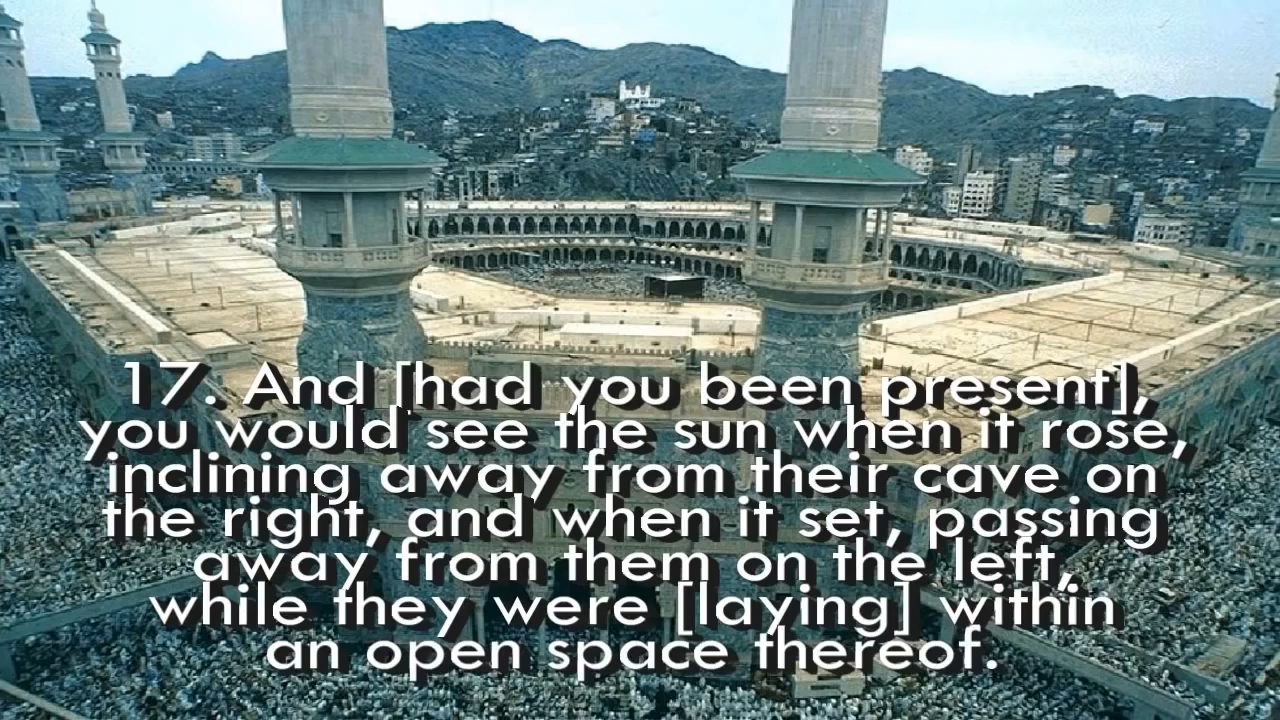 17. And [had you been present],
you would see the sun when it rose,
inclining away from their cave on
the right, and when it set, passing
away from them on the left,
while they were [laying] within
an open space thereof.